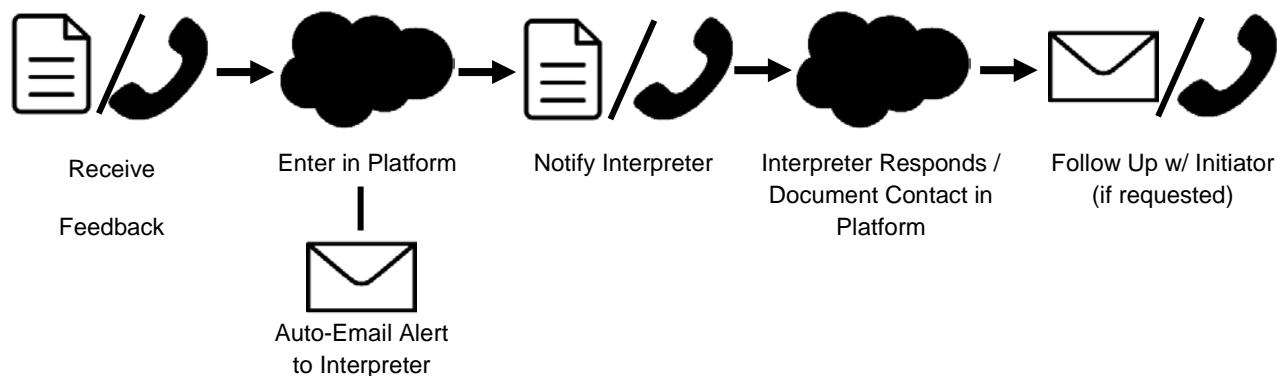 Receive
Feedback
Enter in Platform
Auto-Email Alert
to Interpreter
Notify Interpreter
Interpreter Responds /
Document Contact in
Platform
Follow Up w/ Initiator
(if requested)